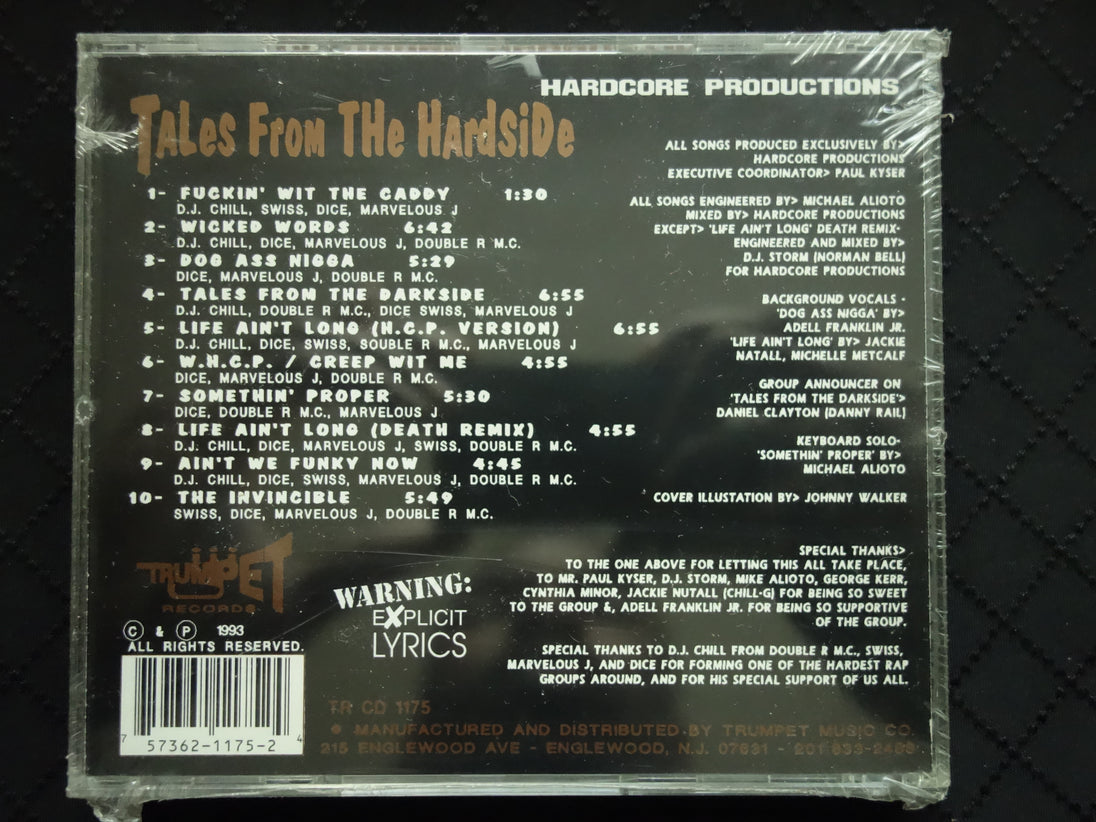 HARDCORE PRODUCTIONS
TALES FROM THE HARDSIDE
1- FUCKIN' WIT THE CADDY 1:30
D.J. CHILL, SWISS, DICE, MARVELOUS J
2- WICKED WORDS 6:42
D.J. CHILL, DICE, MARVELOUS J, DOUBLE R M.C.
3- DOG ASS NIGGA 5:29
DICE, MARVELOUS J, DOUBLE R M.C.
4- TALES FROM THE DARKSIDE 6:55
D.J. CHILL, DOUBLE R M.C., DICE SWISS, MARVELOUS J
5- LIFE AIN'T LONG (H.C.P. VERSION) 6:55
D.J. CHILL, DICE, SWISS, SOUBLE R M.C., MARVELOUS J
6- W.H.C.P. / CREEP WIT ME 4:55
DICE, MARVELOUS J, DOUBLE R M.C.
7- SOMETHIN' PROPER 5:30
DICE, DOUBLE R M.C., MARVELOUS J
8- LIFE AIN'T LONG (DEATH REMIX) 4:55
D.J. CHILL, DICE, MARVELOUS J, SWISS, DOUBLE R M.C.
9- AIN'T WE FUNKY NOW 4:45
D.J. CHILL, DICE, SWISS, MARVELOUS J, DOUBLE R M.C.
10- THE INVINCIBLE 5:49
SWISS, DICE, MARVELOUS J, DOUBLE R M.C.
ALL SONGS PRODUCED EXCLUSIVELY BY>
HARDCORE PRODUCTIONS
EXECUTIVE COORDINATOR> PAUL KYSER
ALL SONGS ENGINEERED BY> MICHAEL ALIOTO
MIXED BY> HARDCORE PRODUCTIONS
EXCEPT> 'LIFE AIN'T LONG' DEATH REMIX-
ENGINEERED AND MIXED BY>
D.J. STORM (NORMAN BELL)
FOR HARDCORE PRODUCTIONS
BACKGROUND VOCALS -
'DOG ASS NIGGA' BY>
ADELL FRANKLIN JR.
'LIFE AIN'T LONG' BY> JACKIE
NATALL, MICHELLE METCALF
GROUP ANNOUNCER ON
'TALES FROM THE DARKSIDE'>
DANIEL CLAYTON (DANNY RAIL)
KEYBOARD SOLO-
'SOMETHIN' PROPER' BY>
MICHAEL ALIOTO
COVER ILLUSTATION BY> JOHNNY WALKER
SPECIAL THANKS>
TO THE ONE ABOVE FOR LETTING THIS ALL TAKE PLACE,
TO MR. PAUL KYSER, D.J. STORM, MIKE ALIOTO, GEORGE KERR,
CYNTHIA MINOR, JACKIE NUTALL (CHILL-G) FOR BEING SO SWEET
TO THE GROUP &, ADELL FRANKLIN JR. FOR BEING SO SUPPORTIVE
OF THE GROUP.
SPECIAL THANKS TO D.J. CHILL FROM DOUBLE R M.C., SWISS,
MARVELOUS J, AND DICE FOR FORMING ONE OF THE HARDEST RAP
GROUPS AROUND, AND FOR HIS SPECIAL SUPPORT OF US ALL.
TRUMPET
RECORDS
© & ℗ 1993
ALL RIGHTS RESERVED.
WARNING:
EXPLICIT
LYRICS
7 57362-1175-2 4
TR CD 1175
● MANUFACTURED AND DISTRIBUTED BY TRUMPET MUSIC CO.
215 ENGLEWOOD AVE - ENGLEWOOD, N.J. 07631 -